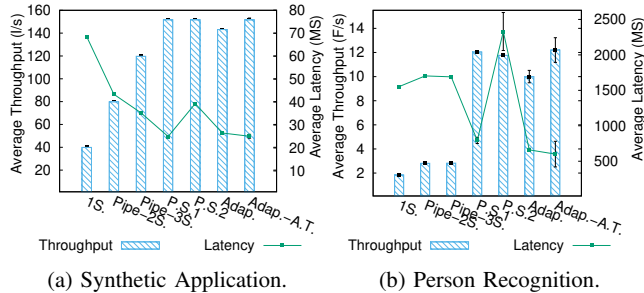 160
140
120
100
80
60
40
20
Average Throughput (I/s)
80
70
60
50
40
30
20
10
Average Latency (MS)
1S.
Pipe-2S.
Pipe-3S.
P.S.1
P.S.2
Adap.
Adap.-A.T.
Throughput
Latency
(a) Synthetic Application.
14
12
10
8
6
4
2
Average Throughput (F/s)
2500
2000
1500
1000
500
Average Latency (MS)
1S.
Pipe-2S.
Pipe-3S.
P.S.1
P.S.2
Adap.
Adap.-A.T.
Throughput
Latency
(b) Person Recognition.